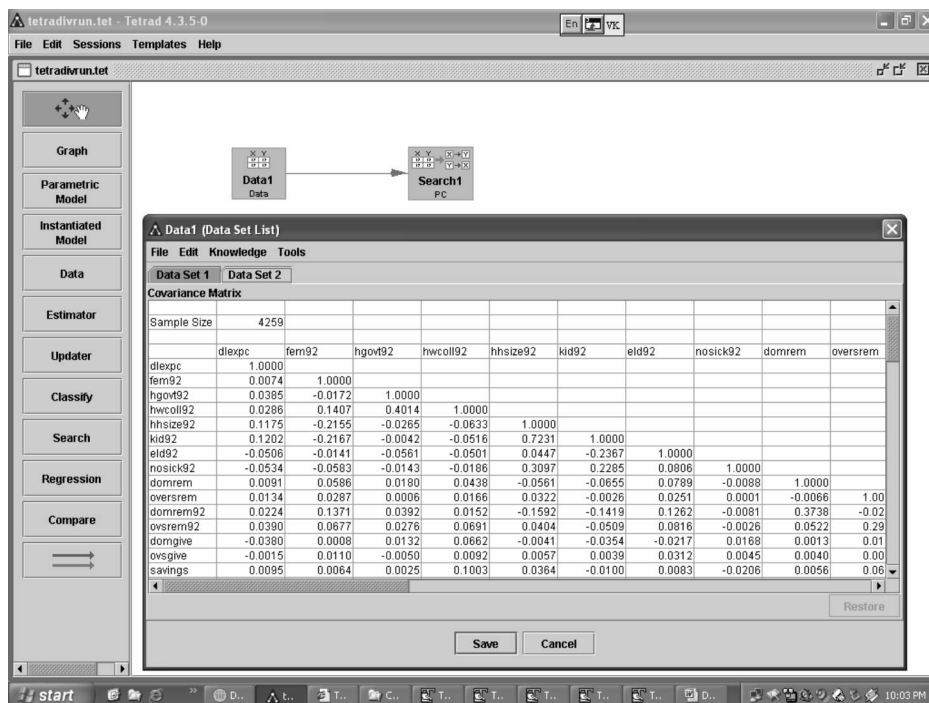 tetradivrun.tet - Tetrad 4.3.5-0
En VK
File Edit Sessions Templates Help
tetradivrun.tet
Graph
Parametric
Model
Instantiated
Model
Data
Estimator
Updater
Classify
Search
Regression
Compare
Data1
Data
Search1
PC
Data1 (Data Set List)
File Edit Knowledge Tools
Data Set 1 Data Set 2
Covariance Matrix
Sample Size 4259
dlexpc fem92 hgovt92 hwcoll92 hhsize92 kid92 eld92 nosick92 domrem oversrem
dlexpc 1.0000
fem92 0.0074 1.0000
hgovt92 0.0385 -0.0172 1.0000
hwcoll92 0.0286 0.1407 0.4014 1.0000
hhsize92 0.1175 -0.2155 -0.0265 -0.0633 1.0000
kid92 0.1202 -0.2167 -0.0042 -0.0516 0.7231 1.0000
eld92 -0.0506 -0.0141 -0.0561 -0.0501 0.0447 -0.2367 1.0000
nosick92 -0.0534 -0.0583 -0.0143 -0.0186 0.3097 0.2285 0.0806 1.0000
domrem 0.0091 0.0586 0.0180 0.0438 -0.0561 -0.0655 0.0789 -0.0088 1.0000
oversrem 0.0134 0.0287 0.0006 0.0166 0.0322 -0.0026 0.0251 0.0001 -0.0066 1.00
domrem92 0.0224 0.1371 0.0392 0.0152 -0.1592 -0.1419 0.1262 -0.0081 0.3738 -0.02
ovsrem92 0.0390 0.0677 0.0276 0.0691 0.0404 -0.0509 0.0816 -0.0026 0.0522 0.29
domgive -0.0380 0.0008 0.0132 0.0662 -0.0041 -0.0354 -0.0217 0.0168 0.0013 0.01
ovsgive -0.0015 0.0110 -0.0050 0.0092 0.0057 0.0039 0.0312 0.0045 0.0040 0.00
savings 0.0095 0.0064 0.0025 0.1003 0.0364 -0.0100 0.0083 -0.0206 0.0056 0.06
Restore
Save Cancel
start D.. t.. T.. C.. T.. T.. T.. T.. T.. D.. 10:03 PM